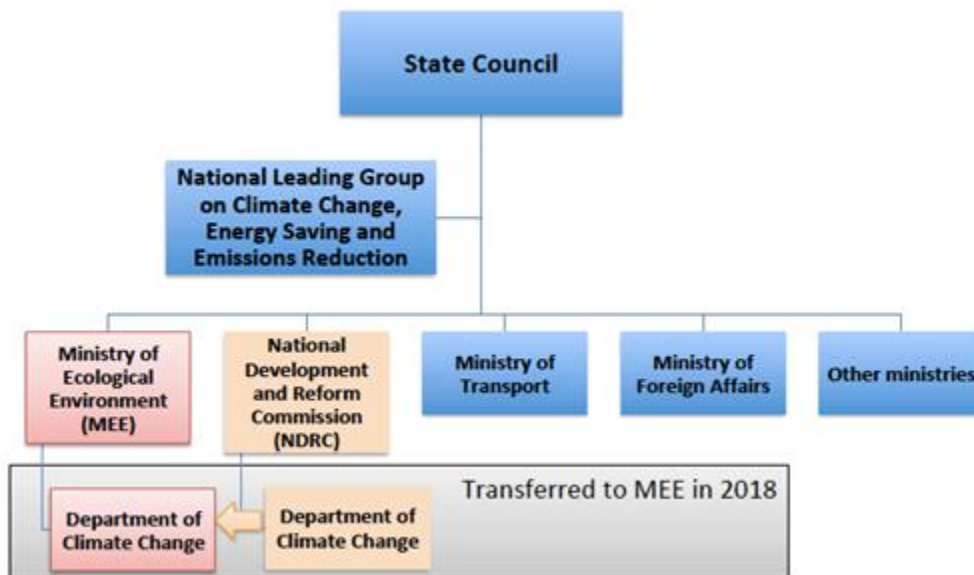 State Council
National Leading Group
on Climate Change,
Energy Saving and
Emissions Reduction
Ministry of
Ecological
Environment
(MEE)
National
Development
and Reform
Commission
(NDRC)
Ministry of
Transport
Ministry of
Foreign Affairs
Other ministries
Transferred to MEE in 2018
Department of
Climate Change
Department of
Climate Change